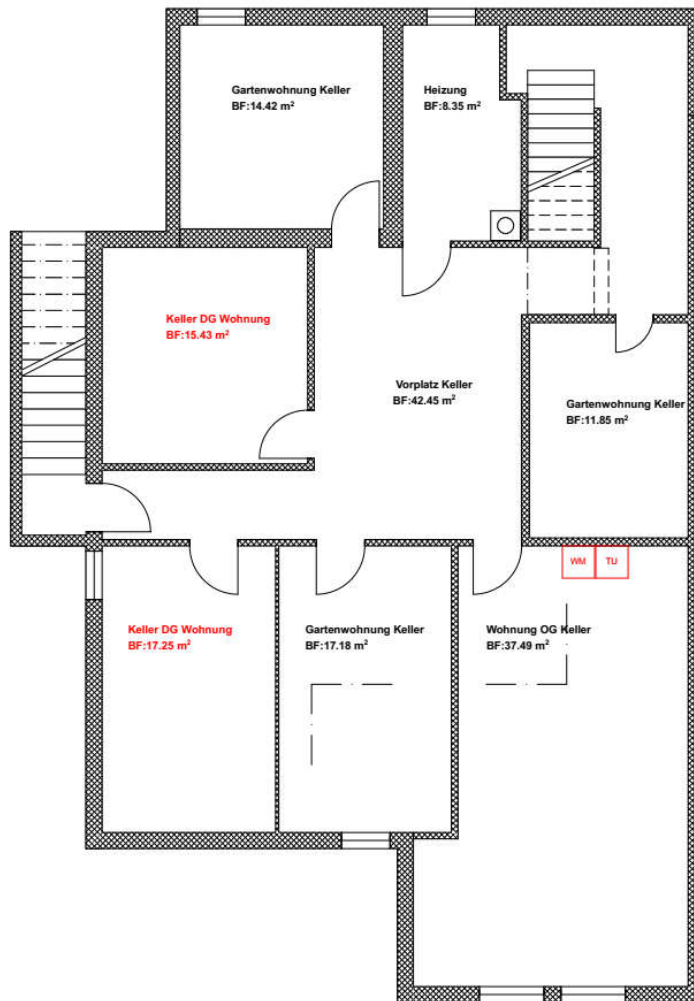 Gartenwohnung Keller
BF:14.42 m²
Heizung
BF:8.35 m²
Keller DG Wohnung
BF:15.43 m²
Vorplatz Keller
BF:42.45 m²
Gartenwohnung Keller
BF:11.85 m²
WM
TU
Keller DG Wohnung
BF:17.25 m²
Gartenwohnung Keller
BF:17.18 m²
Wohnung OG Keller
BF:37.49 m²